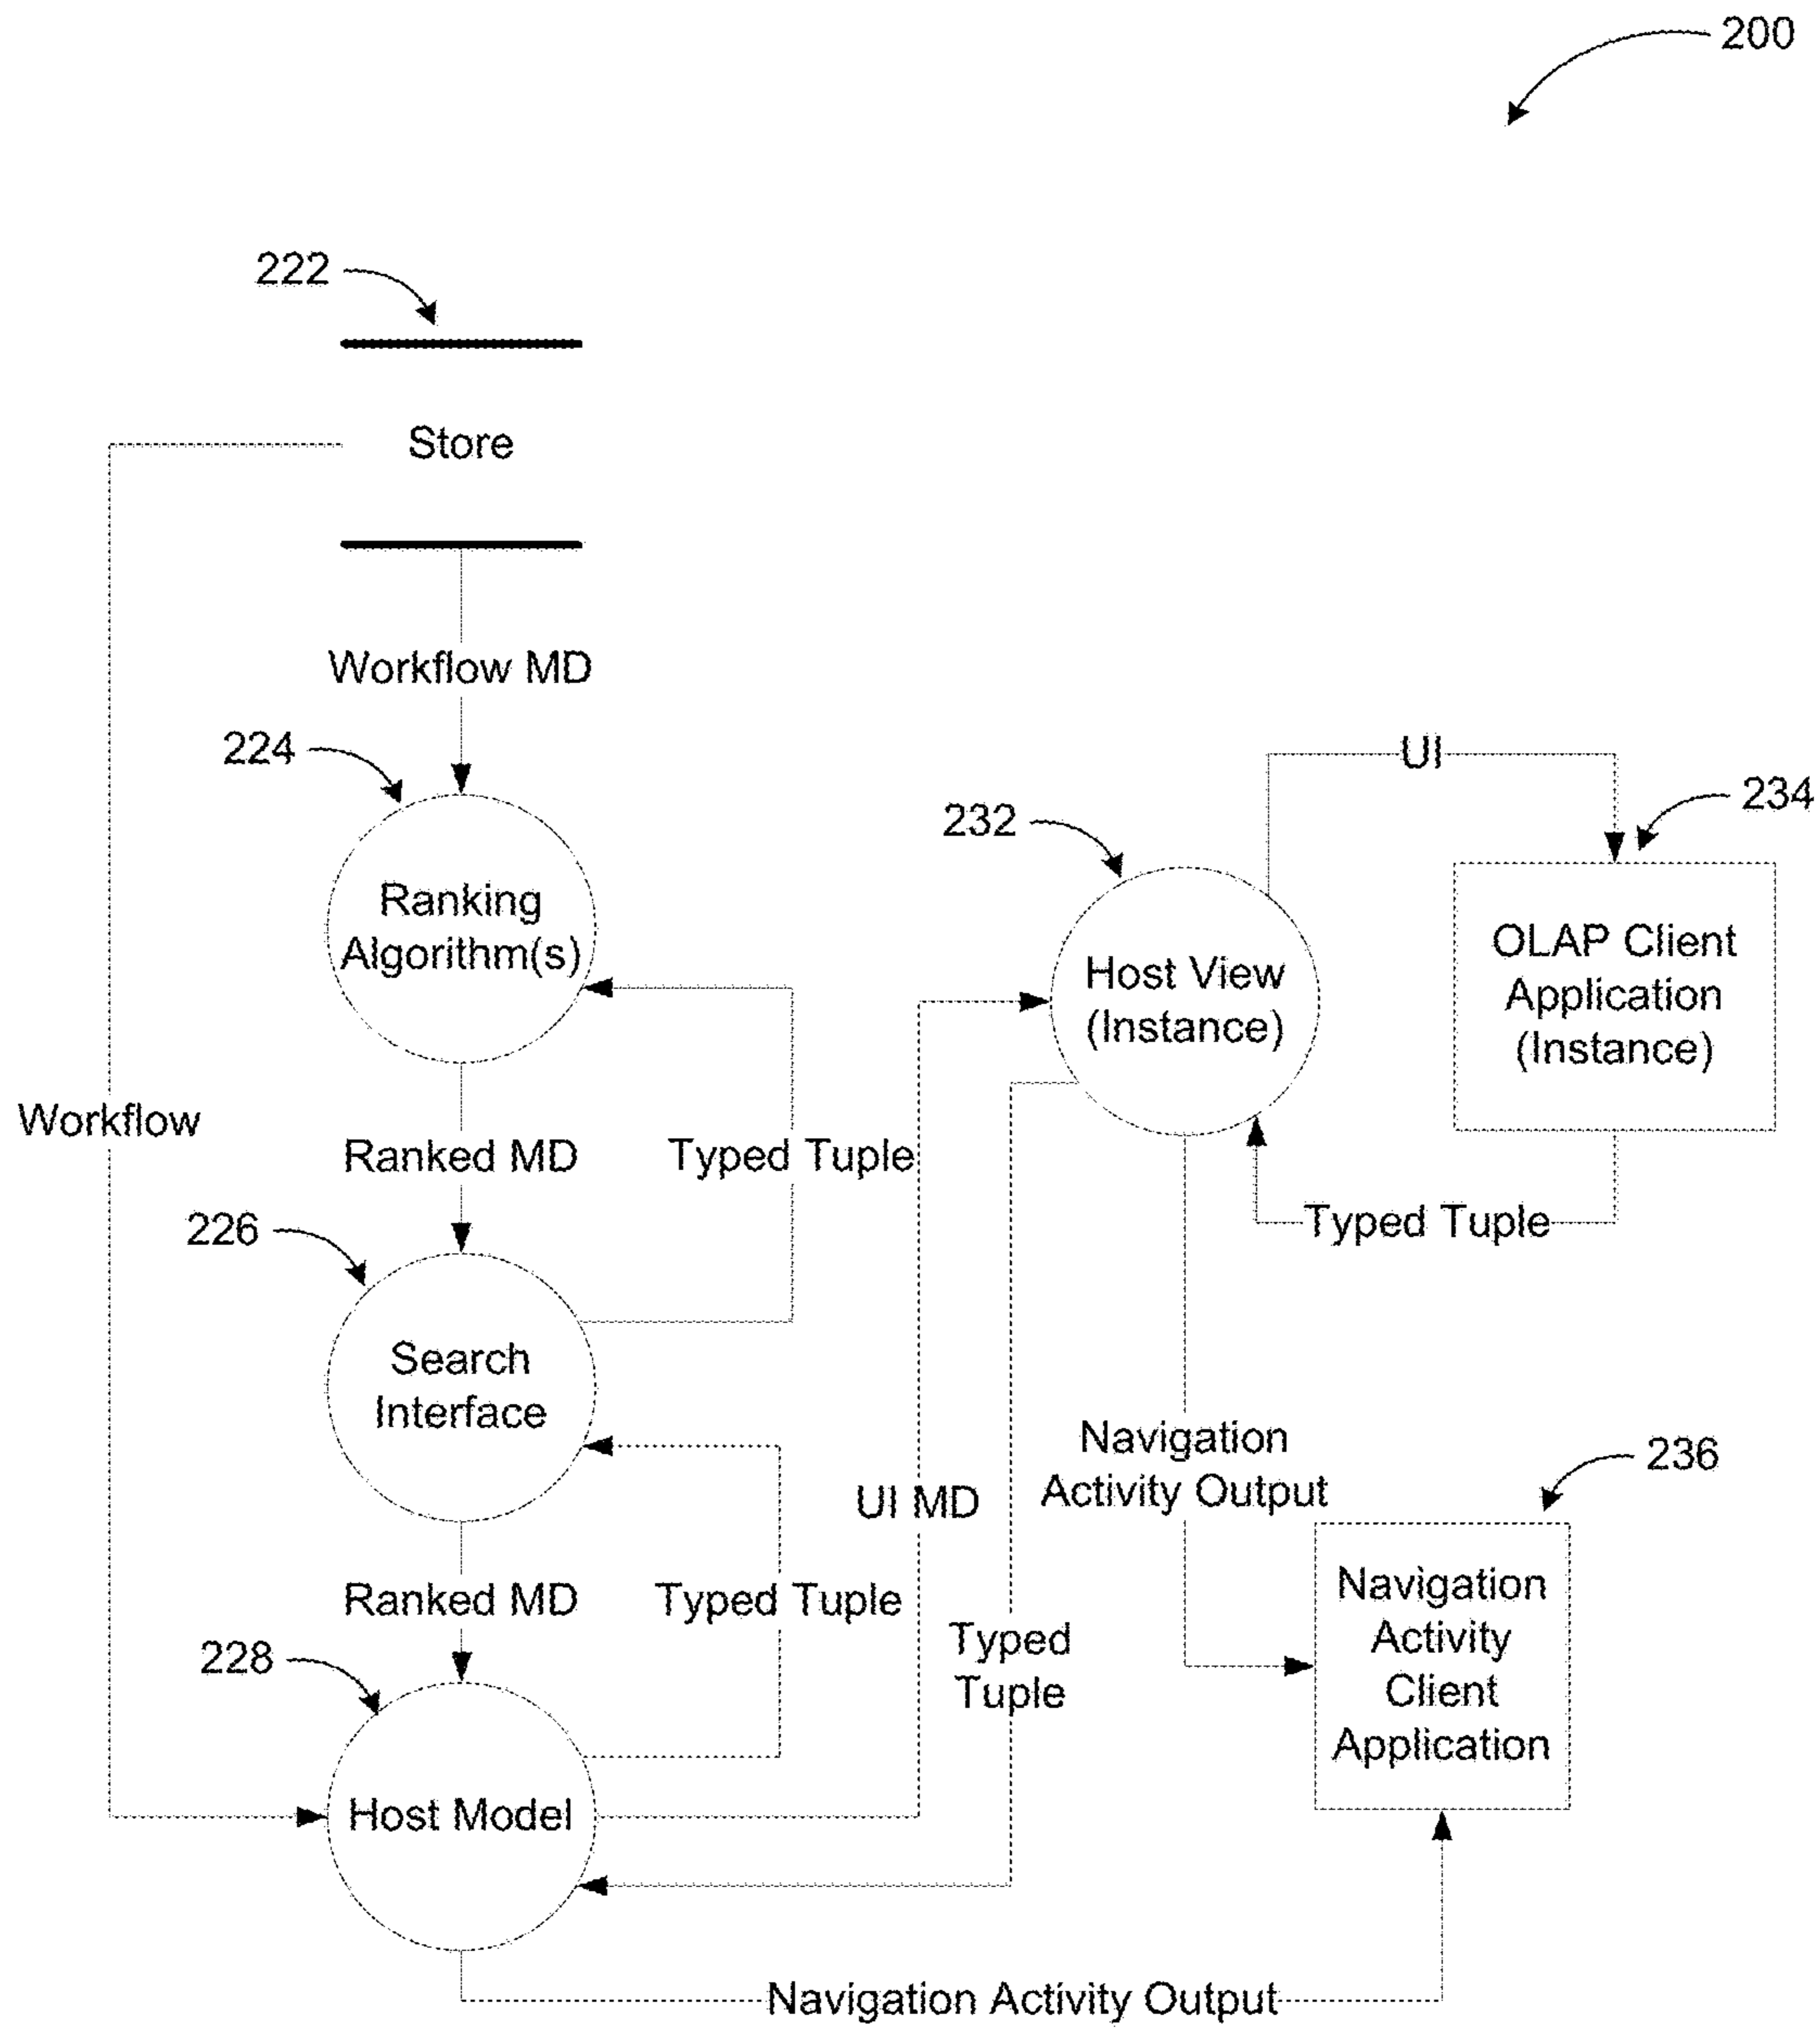 200
222
Store
Workflow MD
224
Ranking
Algorithm(s)
UI
234
232
Host View
(Instance)
OLAP Client
Application
(Instance)
Workflow
Ranked MD
Typed Tuple
226
Typed Tuple
Search
Interface
Navigation
Activity Output
236
UI MD
Ranked MD
Typed Tuple
Typed
Tuple
Navigation
Activity
Client
Application
228
Host Model
Navigation Activity Output